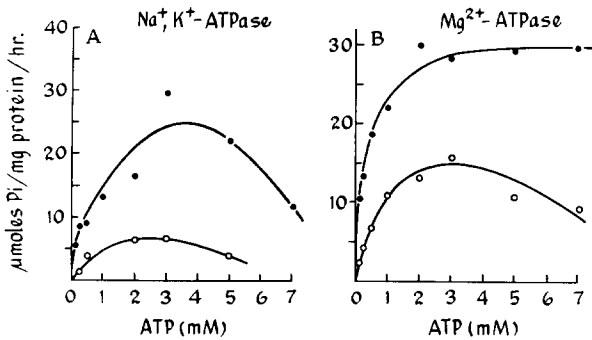 Na⁺, K⁺-ATPase
Mg²⁺-ATPase
A
B
μmoles Pi/mg protein/hr.
40
30
20
10
30
20
10
0 1 2 3 4 5 6 7
0 1 2 3 4 5 6 7
ATP (mM)
ATP (mM)